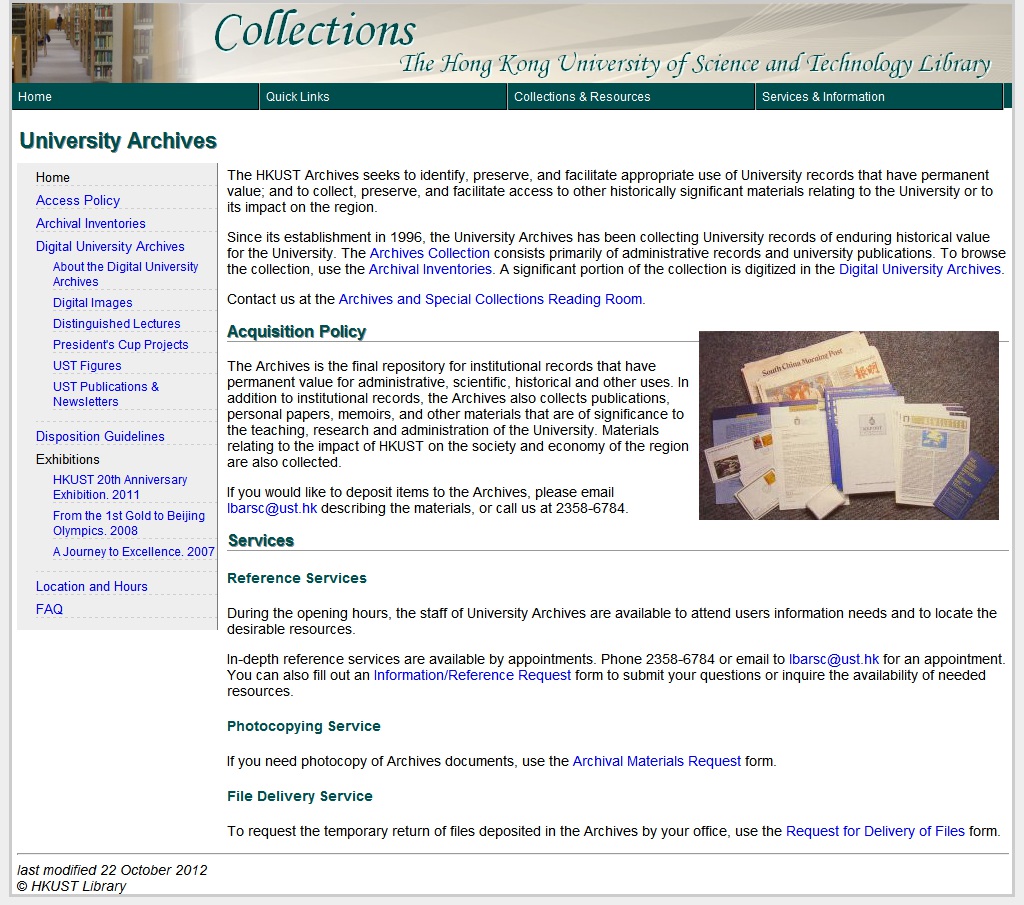 Collections
The Hong Kong University of Science and Technology Library
Home
Quick Links
Collections & Resources
Services & Information
University Archives
Home
Access Policy
Archival Inventories
Digital University Archives
About the Digital University
Archives
Digital Images
Distinguished Lectures
President's Cup Projects
UST Figures
UST Publications &
Newsletters
Disposition Guidelines
Exhibitions
HKUST 20th Anniversary
Exhibition. 2011
From the 1st Gold to Beijing
Olympics. 2008
A Journey to Excellence. 2007
Location and Hours
FAQ
The HKUST Archives seeks to identify, preserve, and facilitate appropriate use of University records that have permanent
value; and to collect, preserve, and facilitate access to other historically significant materials relating to the University or to
its impact on the region.
Since its establishment in 1996, the University Archives has been collecting University records of enduring historical value
for the University. The Archives Collection consists primarily of administrative records and university publications. To browse
the collection, use the Archival Inventories. A significant portion of the collection is digitized in the Digital University Archives.
Contact us at the Archives and Special Collections Reading Room.
Acquisition Policy
The Archives is the final repository for institutional records that have
permanent value for administrative, scientific, historical and other uses. In
addition to institutional records, the Archives also collects publications,
personal papers, memoirs, and other materials that are of significance to
the teaching, research and administration of the University. Materials
relating to the impact of HKUST on the society and economy of the region
are also collected.
If you would like to deposit items to the Archives, please email
lbarsc@ust.hk describing the materials, or call us at 2358-6784.
South China Morning Post
Services
Reference Services
During the opening hours, the staff of University Archives are available to attend users information needs and to locate the
desirable resources.
In-depth reference services are available by appointments. Phone 2358-6784 or email to lbarsc@ust.hk for an appointment.
You can also fill out an Information/Reference Request form to submit your questions or inquire the availability of needed
resources.
Photocopying Service
If you need photocopy of Archives documents, use the Archival Materials Request form.
File Delivery Service
To request the temporary return of files deposited in the Archives by your office, use the Request for Delivery of Files form.
last modified 22 October 2012
© HKUST Library